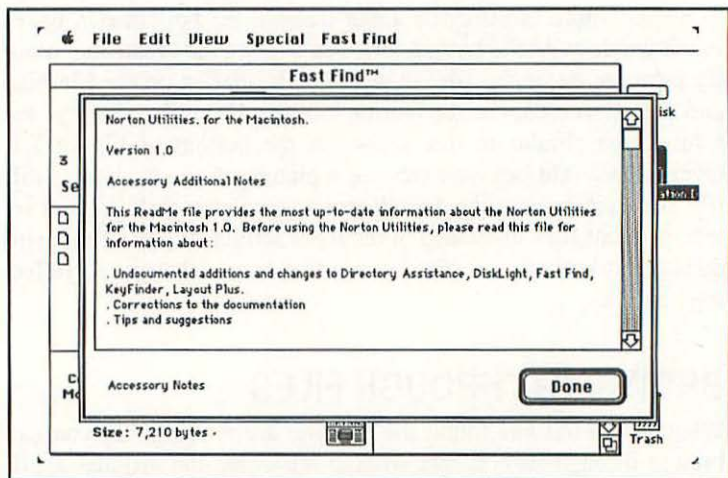 File Edit View Special Fast Find
Fast Find™
isk
Norton Utilities. for the Macintosh.
Version 1.0
Accessory Additional Notes
This ReadMe file provides the most up-to-date information about the Norton Utilities
for the Macintosh 1.0. Before using the Norton Utilities, please read this file for
information about:
. Undocumented additions and changes to Directory Assistance, DiskLight, Fast Find,
KeyFinder, Layout Plus.
. Corrections to the documentation
. Tips and suggestions
3
Se
Accessory Notes
Done
Size: 7,210 bytes
Trash